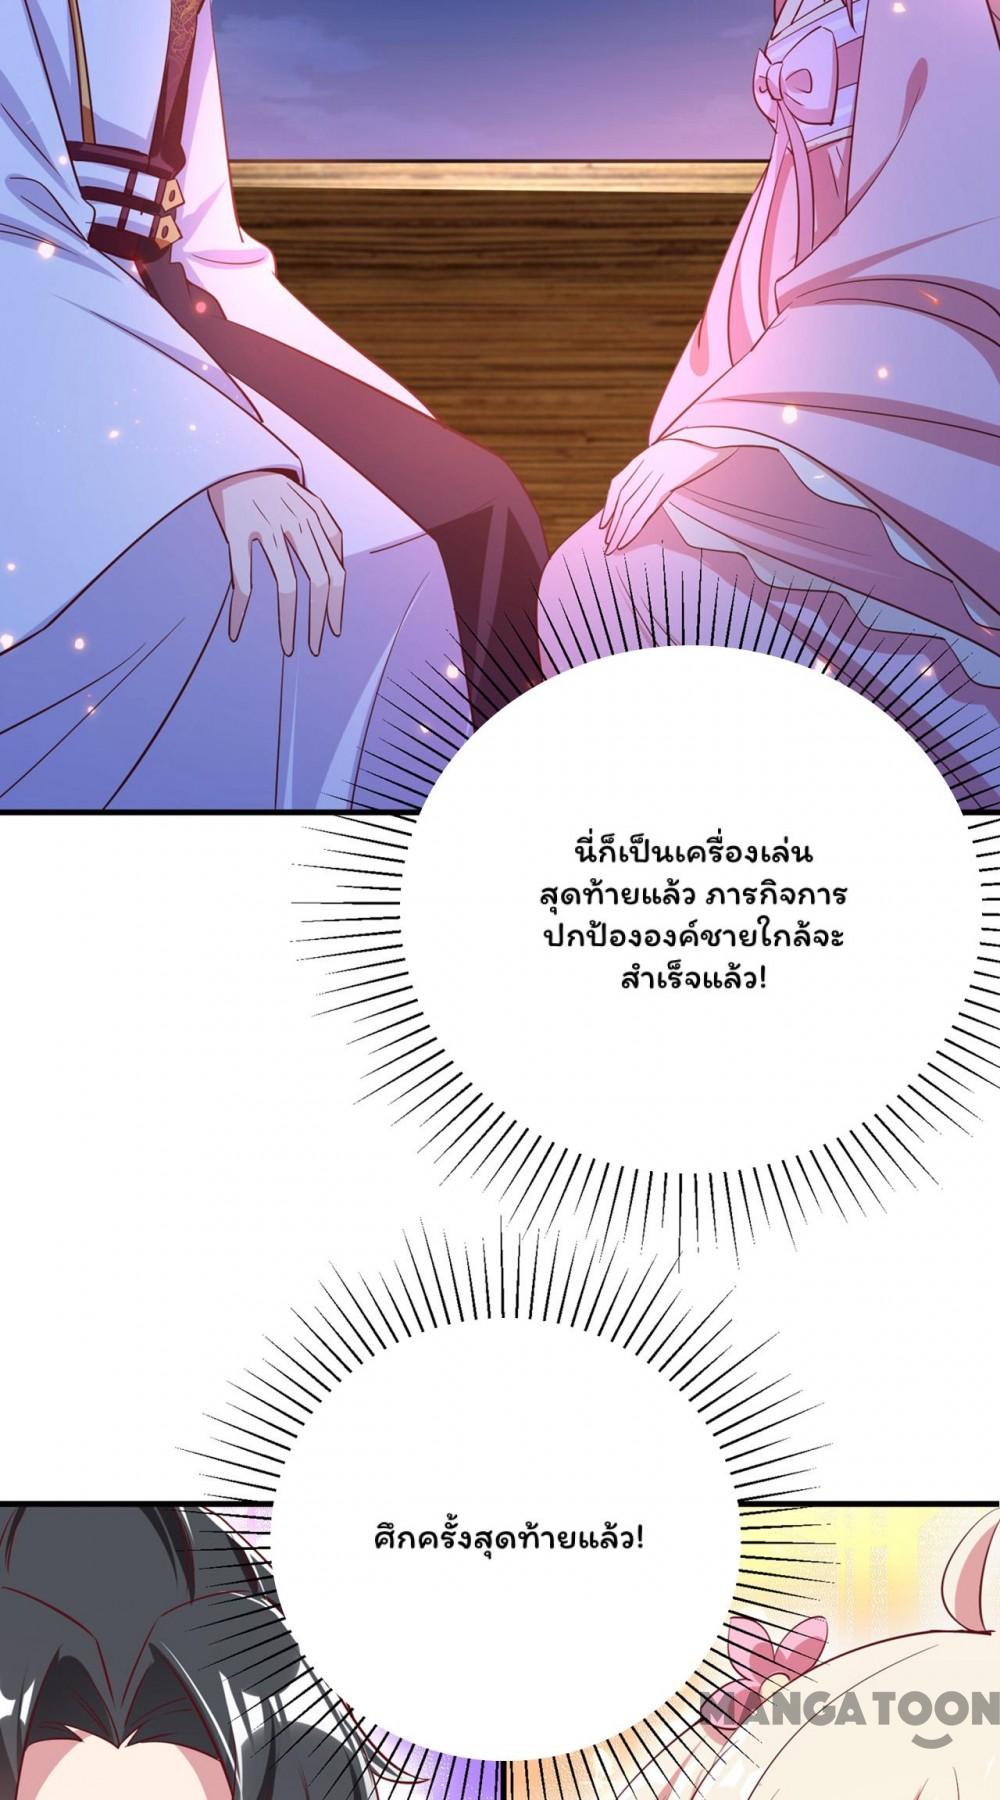 นี่ก็เป็นเครื่องเล่น
สุดท้ายแล้ว ภารกิจการ
ปกป้ององค์ชายใกล้จะ
สำเร็จแล้ว!
ศึกครั้งสุดท้ายแล้ว!
MANGATOON